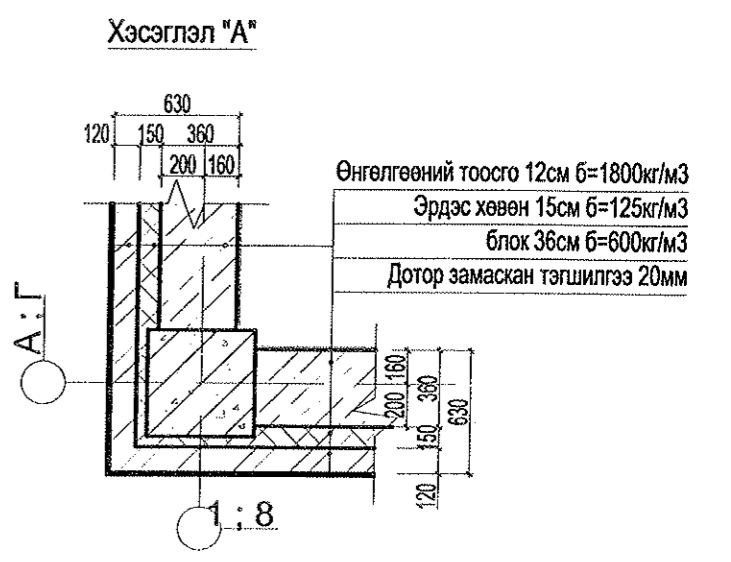 Хэсэглэл "А"
630
120 150 360
200 160
Өнгөлгөөний тоосго 12см б=1800кг/м3
Эрдэс хөвөн 15см б=125кг/м3
блок 36см б=600кг/м3
Дотор замаскан тэгшилгээ 20мм
А ; Г
160
200
360
150
630
120
1 ; 8